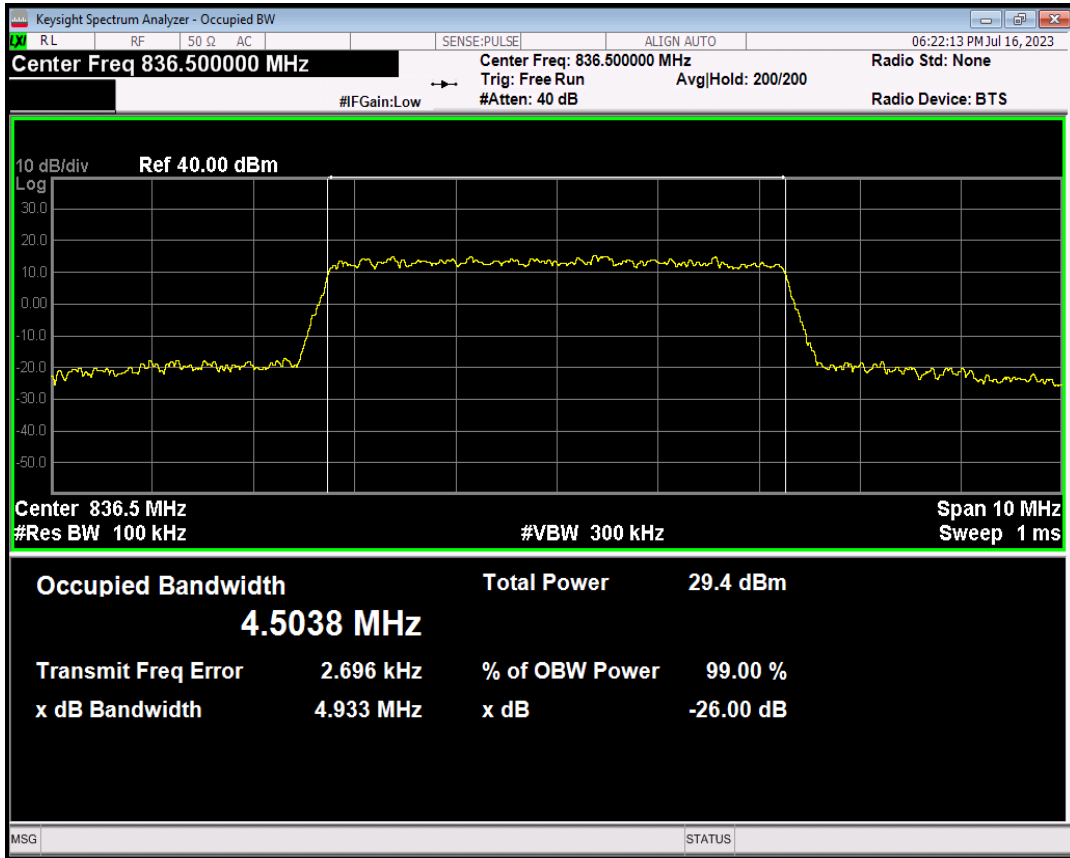 Keysight Spectrum Analyzer - Occupied BW
LXI RL RF 50 Ω AC SENSE:PULSE ALIGN AUTO 06:22:13 PM Jul 16, 2023
Center Freq 836.500000 MHz Center Freq: 836.500000 MHz Radio Std: None
Trig: Free Run Avg|Hold: 200/200
#IFGain:Low #Atten: 40 dB Radio Device: BTS
10 dB/div Ref 40.00 dBm
Log
30.0
20.0
10.0
0.00
-10.0
-20.0
-30.0
-40.0
-50.0
Center 836.5 MHz Span 10 MHz
#Res BW 100 kHz #VBW 300 kHz Sweep 1 ms
Occupied Bandwidth Total Power 29.4 dBm
4.5038 MHz
Transmit Freq Error 2.696 kHz % of OBW Power 99.00 %
x dB Bandwidth 4.933 MHz x dB -26.00 dB
MSG STATUS